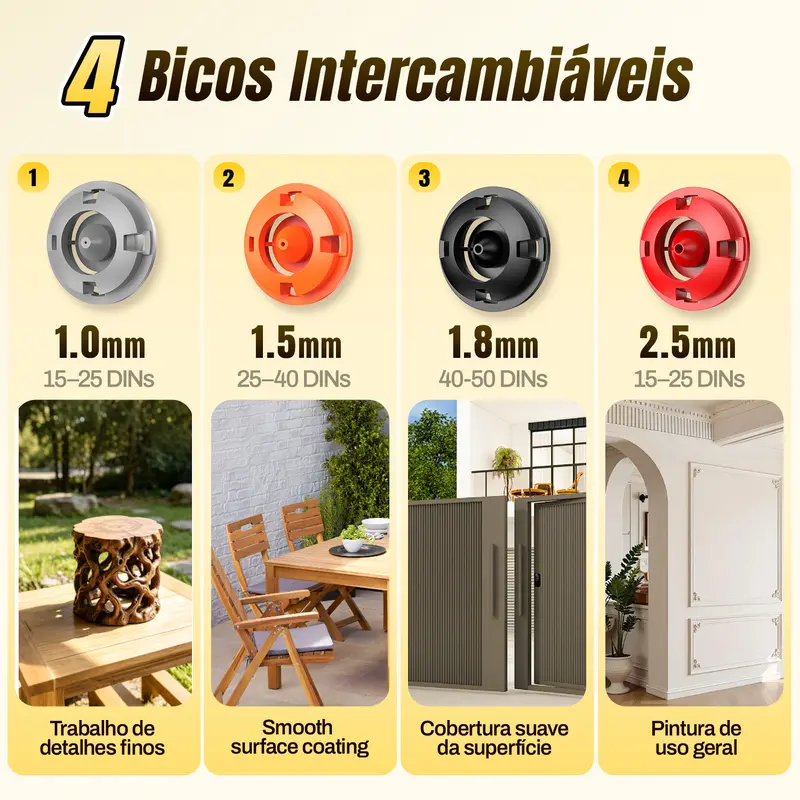 4 Bicos Intercambiáveis
1
2
3
4
1.0mm
1.5mm
1.8mm
2.5mm
15–25 DINs
25–40 DINs
40-50 DINs
15–25 DINs
Trabalho de
detalhes finos
Smooth
surface coating
Cobertura suave
da superfície
Pintura de
uso geral